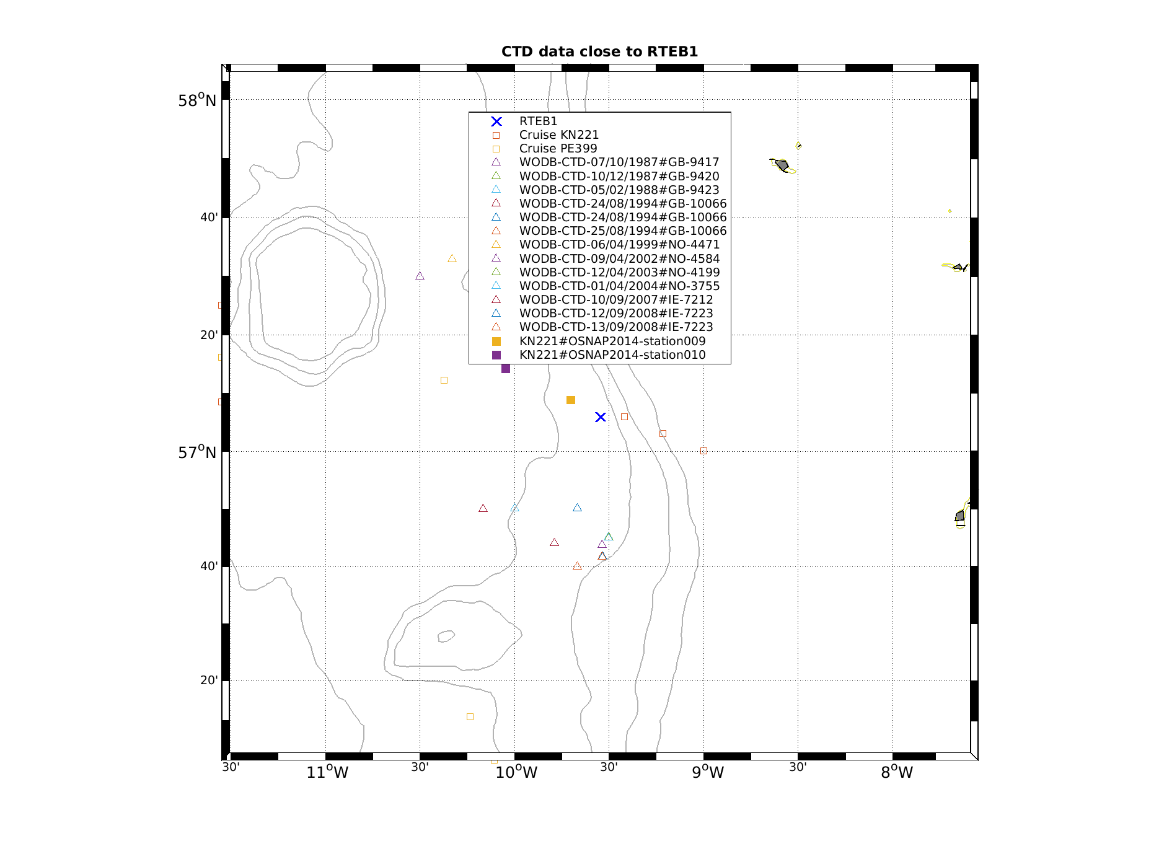 CTD data close to RTEB1
58°N
RTEB1
Cruise KN221
Cruise PE399
WODB-CTD-07/10/1987#GB-9417
WODB-CTD-10/12/1987#GB-9420
WODB-CTD-05/02/1988#GB-9423
WODB-CTD-24/08/1994#GB-10066
WODB-CTD-24/08/1994#GB-10066
WODB-CTD-25/08/1994#GB-10066
WODB-CTD-06/04/1999#NO-4471
WODB-CTD-09/04/2002#NO-4584
WODB-CTD-12/04/2003#NO-4199
WODB-CTD-01/04/2004#NO-3755
WODB-CTD-10/09/2007#IE-7212
WODB-CTD-12/09/2008#IE-7223
WODB-CTD-13/09/2008#IE-7223
KN221#OSNAP2014-station009
KN221#OSNAP2014-station010
40'
20'
57°N
40'
20'
30' 11°W 30' 10°W 30' 9°W 30' 8°W